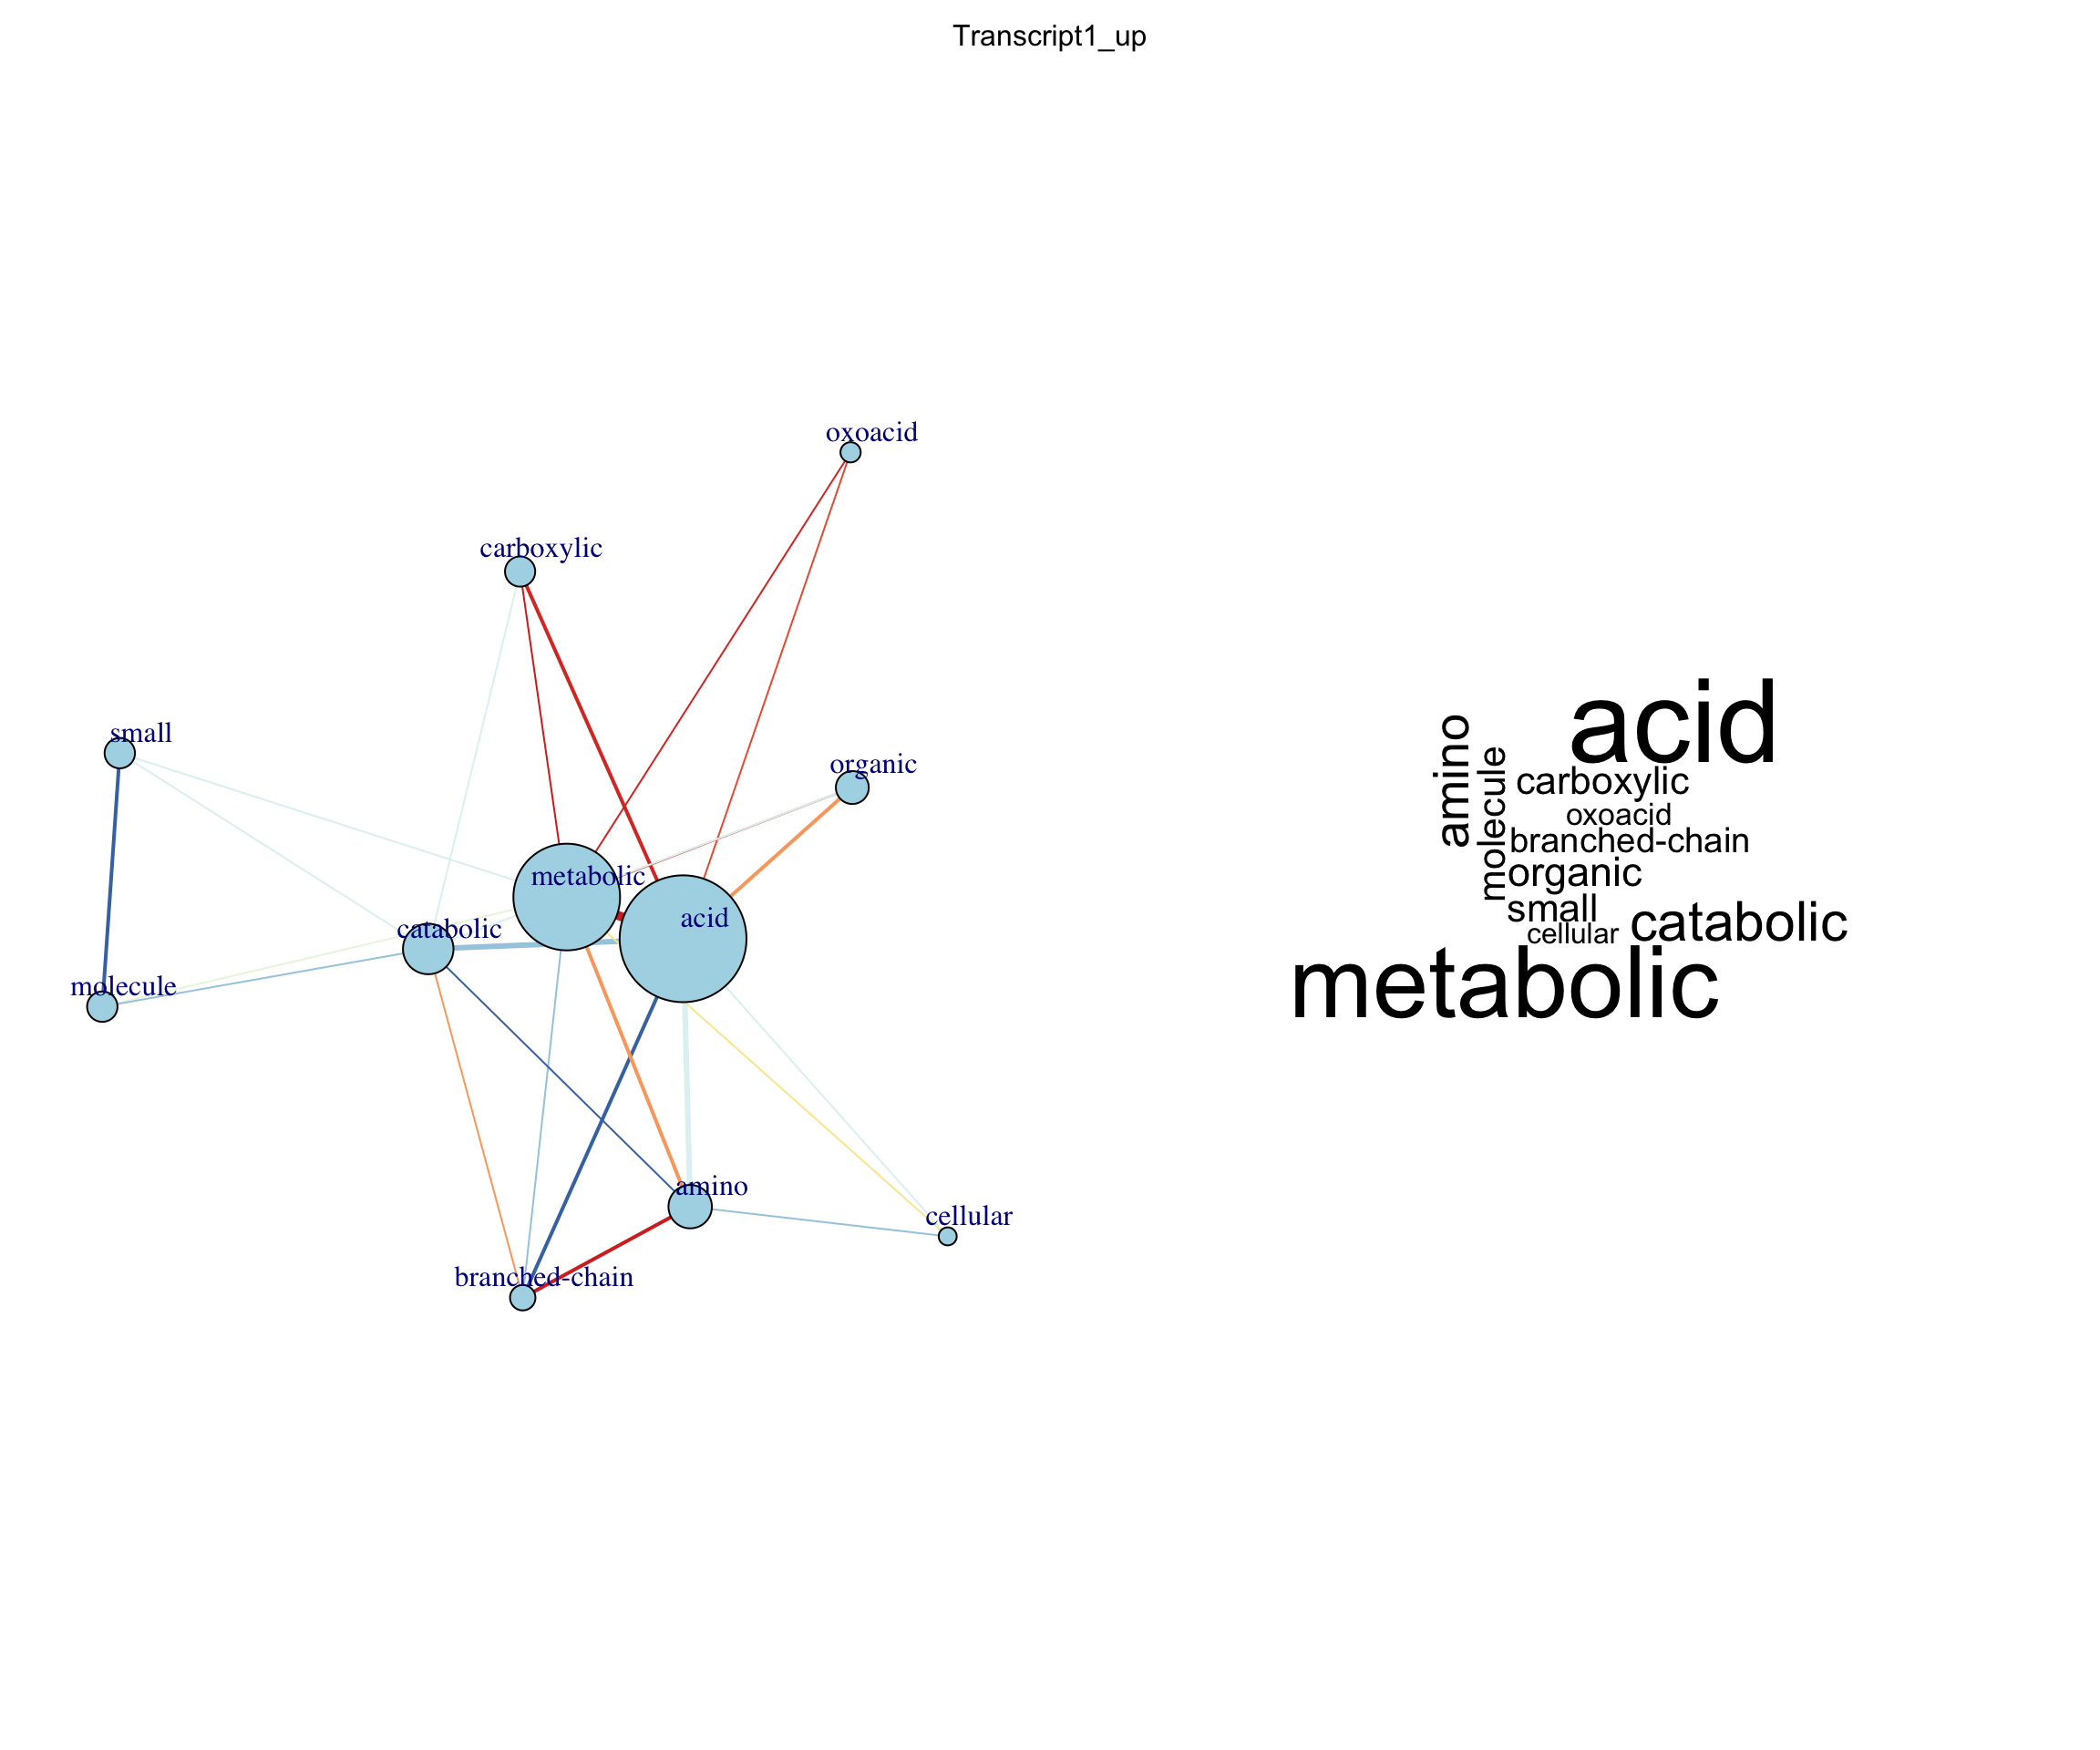 Transcript1_up
oxoacid
carboxylic
small
organic
metabolic
acid
catabolic
molecule
amino
cellular
branched-chain
acid
amino
molecule
carboxylic
oxoacid
branched-chain
organic
small
catabolic
cellular
metabolic